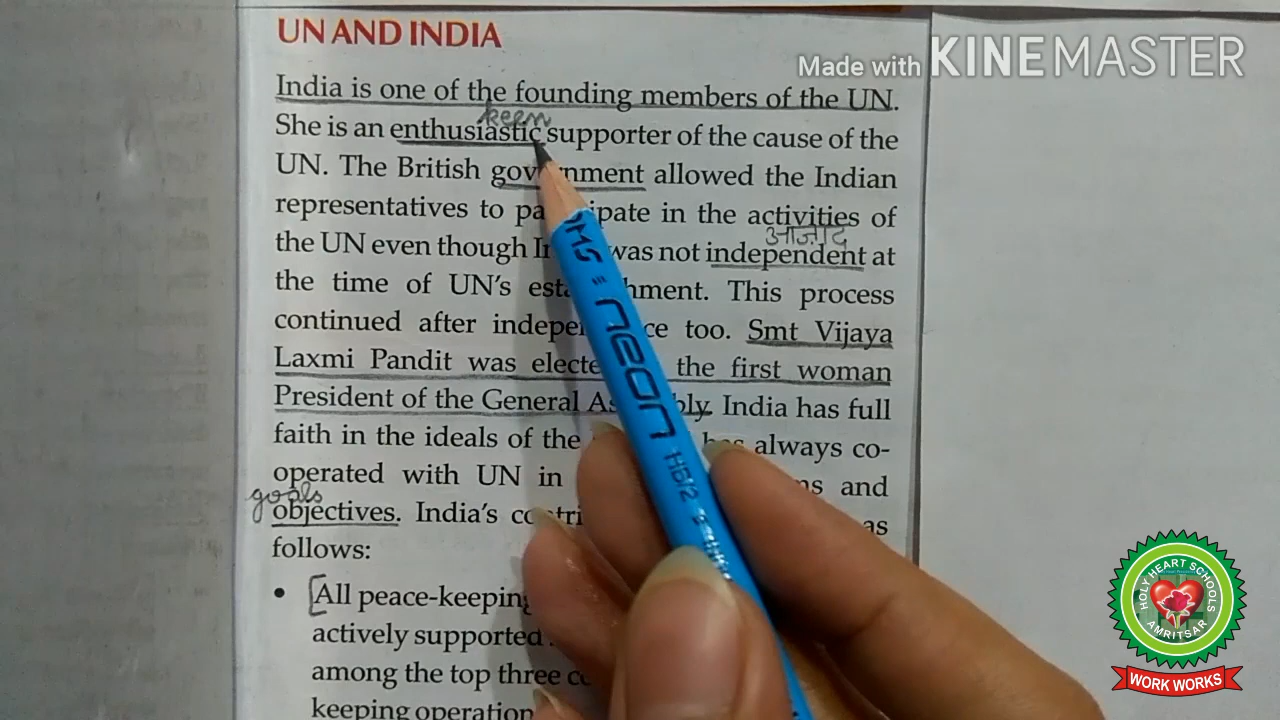 UN AND INDIA
Made with KINEMASTER
India is one of the founding members of the UN.
keen
She is an enthusiastic supporter of the cause of the
UN. The British government allowed the Indian
representatives to pa ipate in the activities of
आजाद
the UN even though In was not independent at
the time of UN's esta hment. This process
continued after indepen ce too. Smt Vijaya
Laxmi Pandit was electe the first woman
President of the General As bly. India has full
faith in the ideals of the has always co-
operated with UN in ns and
goals
objectives. India's contri as
follows:
• [All peace-keeping
actively supported
among the top three co
keeping operation
neon HB/2
HOLY HEART SCHOOLS
AMRITSAR
WORK WORKS